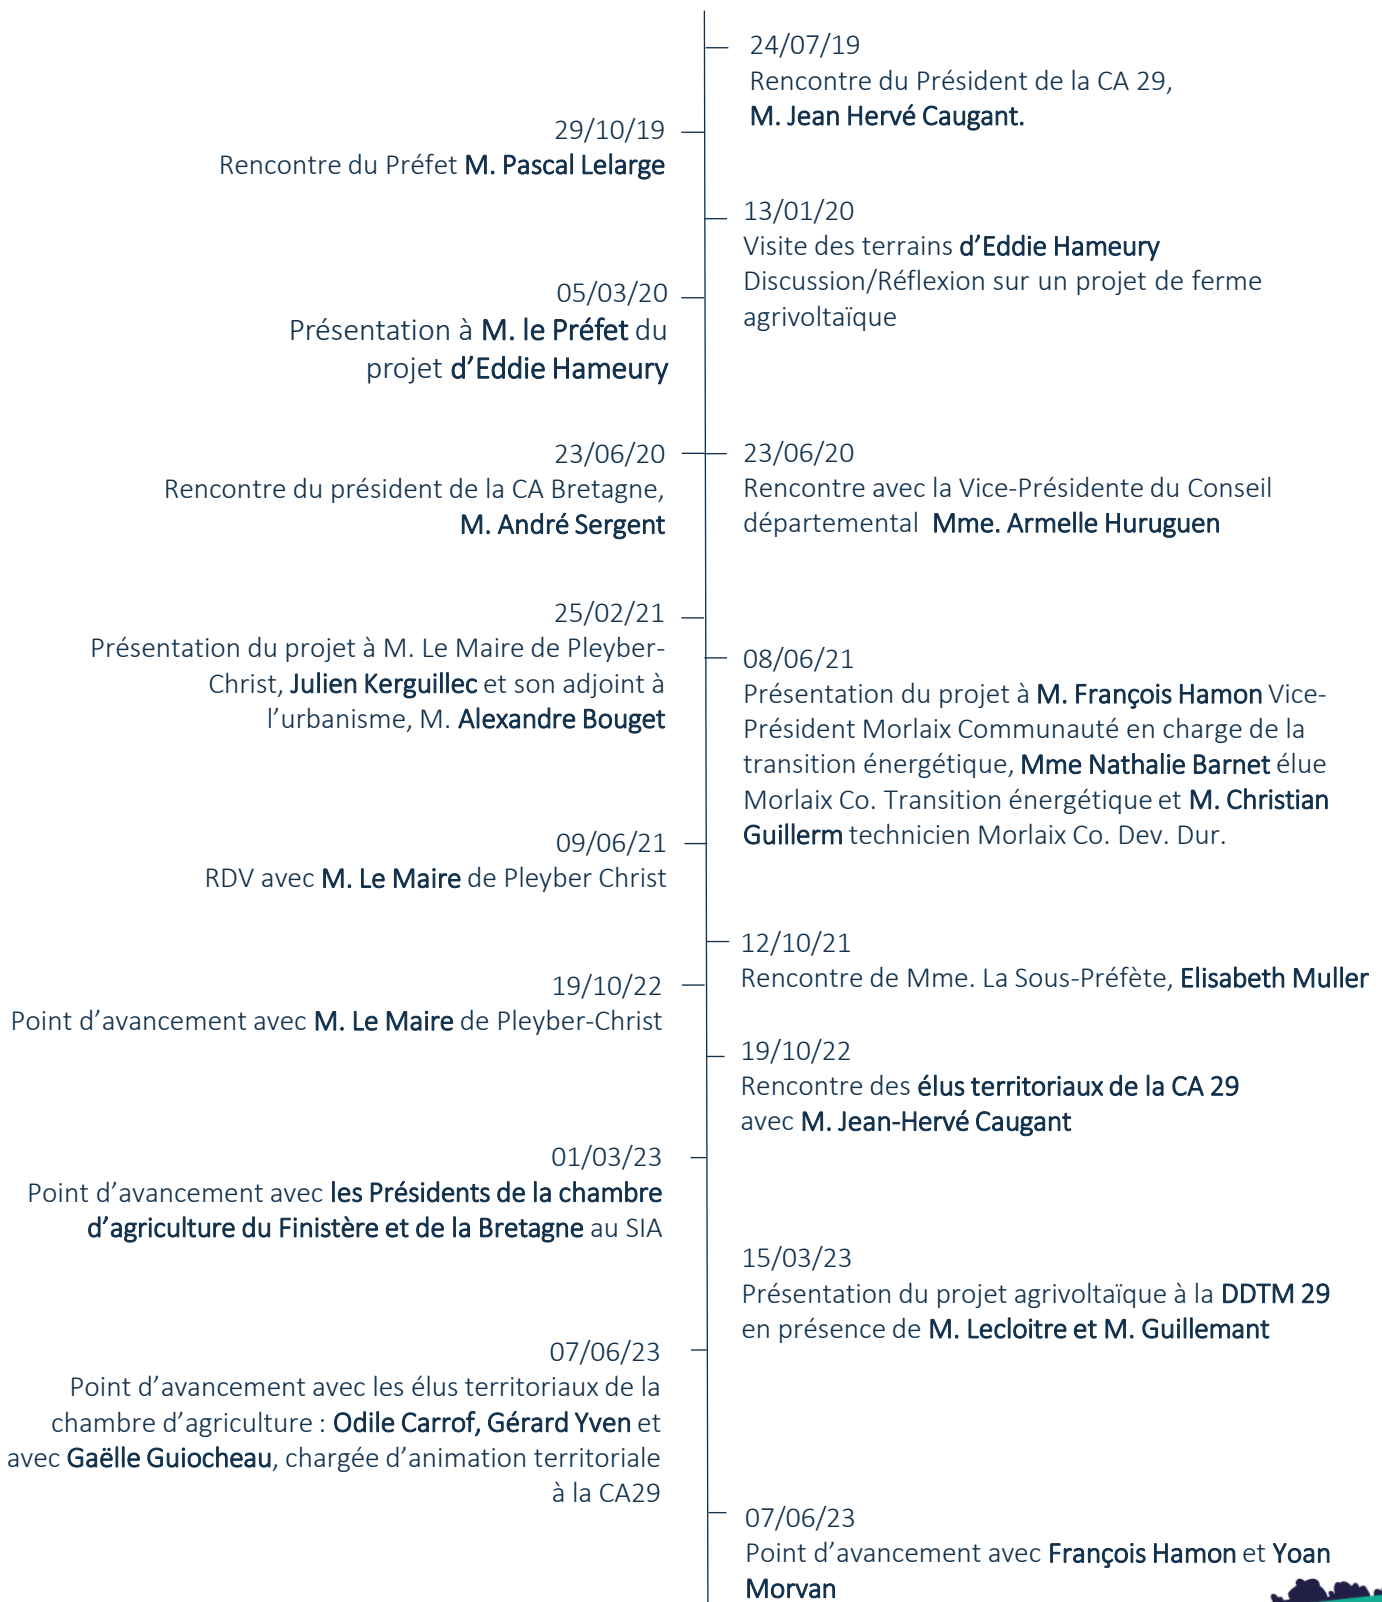 24/07/19
Rencontre du Président de la CA 29,
M. Jean Hervé Caugant.
29/10/19
Rencontre du Préfet M. Pascal Lelarge
13/01/20
Visite des terrains d’Eddie Hameury
Discussion/Réflexion sur un projet de ferme
agrivoltaïque
05/03/20
Présentation à M. le Préfet du
projet d’Eddie Hameury
23/06/20
Rencontre du président de la CA Bretagne,
M. André Sergent
23/06/20
Rencontre avec la Vice-Présidente du Conseil
départemental Mme. Armelle Huruguen
25/02/21
Présentation du projet à M. Le Maire de Pleyber-
Christ, Julien Kerguillec et son adjoint à
l’urbanisme, M. Alexandre Bouget
08/06/21
Présentation du projet à M. François Hamon Vice-
Président Morlaix Communauté en charge de la
transition énergétique, Mme Nathalie Barnet élue
Morlaix Co. Transition énergétique et M. Christian
Guillerm technicien Morlaix Co. Dev. Dur.
09/06/21
RDV avec M. Le Maire de Pleyber Christ
12/10/21
Rencontre de Mme. La Sous-Préfète, Elisabeth Muller
19/10/22
Point d’avancement avec M. Le Maire de Pleyber-Christ
19/10/22
Rencontre des élus territoriaux de la CA 29
avec M. Jean-Hervé Caugant
01/03/23
Point d’avancement avec les Présidents de la chambre
d’agriculture du Finistère et de la Bretagne au SIA
15/03/23
Présentation du projet agrivoltaïque à la DDTM 29
en présence de M. Lecloitre et M. Guillemant
07/06/23
Point d’avancement avec les élus territoriaux de la
chambre d’agriculture : Odile Carrof, Gérard Yven et
avec Gaëlle Guiocheau, chargée d’animation territoriale
à la CA29
07/06/23
Point d’avancement avec François Hamon et Yoan
Morvan